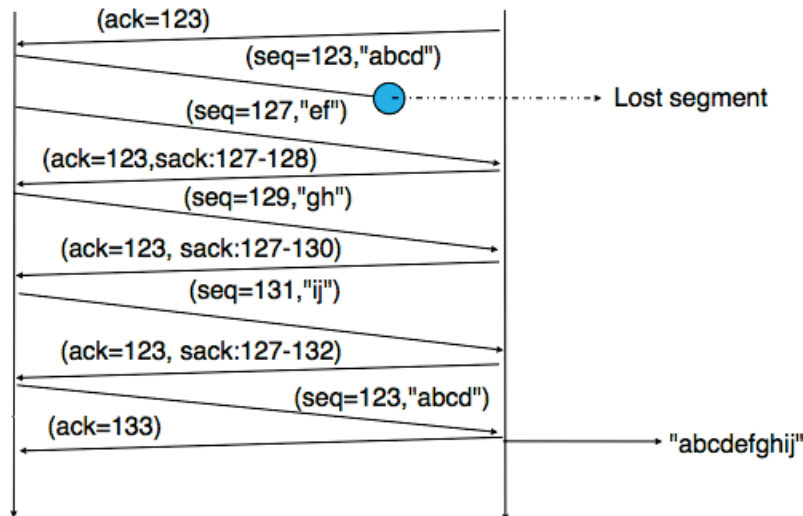 (ack=123)
(seq=123,"abcd")
Lost segment
(seq=127,"ef")
(ack=123,sack:127-128)
(seq=129,"gh")
(ack=123, sack:127-130)
(seq=131,"ij")
(ack=123, sack:127-132)
(seq=123,"abcd")
(ack=133)
"abcdefghij"